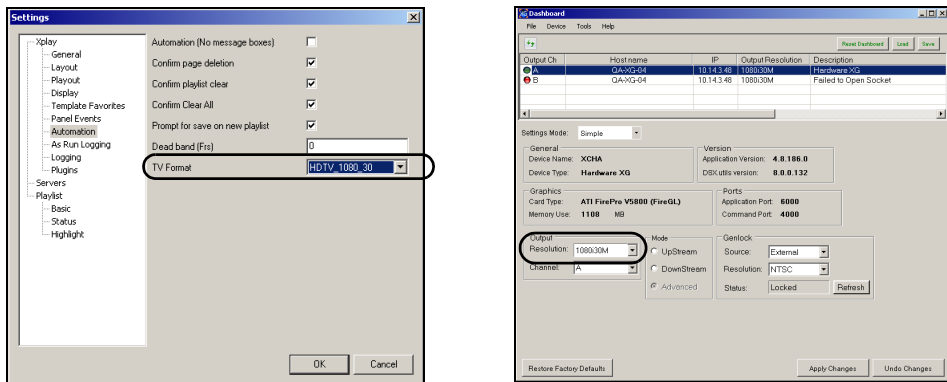 Settings
Xplay
General
Layout
Playout
Display
Template Favorites
Panel Events
Automation
As Run Logging
Logging
Plugins
Servers
Playlist
Basic
Status
Highlight
Automation (No message boxes)
Confirm page deletion
Confirm playlist clear
Confirm Clear All
Prompt for save on new playlist
Dead band (Frs) 0
TV Format HDTV_1080_30
OK Cancel
XG Dashboard
File Device Tools Help
Reset Dashboard Load Save
Output Ch Host name IP Output Resolution Description
A QA-XG-04 10.14.3.48 1080i30M Hardware XG
B QA-XG-04 10.14.3.48 1080i30M Failed to Open Socket
Settings Mode: Simple
General
Device Name: XCHA
Device Type: Hardware XG
Version
Application Version: 4.8.186.0
DSX.utils version: 8.0.0.132
Graphics
Card Type: ATI FirePro V5800 (FireGL)
Memory Use: 1108 MB
Ports
Application Port: 6000
Command Port: 4000
Output
Resolution: 1080i30M
Channel: A
Mode
UpStream
DownStream
Advanced
Genlock
Source: External
Resolution: NTSC
Status: Locked Refresh
Restore Factory Defaults Apply Changes Undo Changes